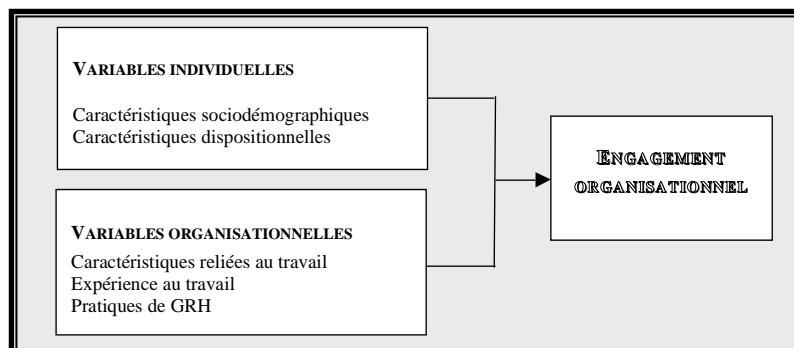 VARIABLES INDIVIDUELLES
Caractéristiques sociodémographiques
Caractéristiques dispositionnelles
ENGAGEMENT
ORGANISATIONNEL
VARIABLES ORGANISATIONNELLES
Caractéristiques reliées au travail
Expérience au travail
Pratiques de GRH